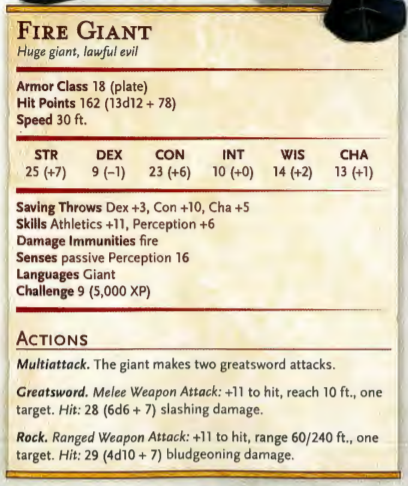 FIRE GIANT
Huge giant, lawful evil
Armor Class 18 (plate)
Hit Points 162 (13d12 + 78)
Speed 30 ft.
STR DEX CON INT WIS CHA
25 (+7) 9 (−1) 23 (+6) 10 (+0) 14 (+2) 13 (+1)
Saving Throws Dex +3, Con +10, Cha +5
Skills Athletics +11, Perception +6
Damage Immunities fire
Senses passive Perception 16
Languages Giant
Challenge 9 (5,000 XP)
ACTIONS
Multiattack. The giant makes two greatsword attacks.
Greatsword. Melee Weapon Attack: +11 to hit, reach 10 ft., one
target. Hit: 28 (6d6 + 7) slashing damage.
Rock. Ranged Weapon Attack: +11 to hit, range 60/240 ft., one
target. Hit: 29 (4d10 + 7) bludgeoning damage.